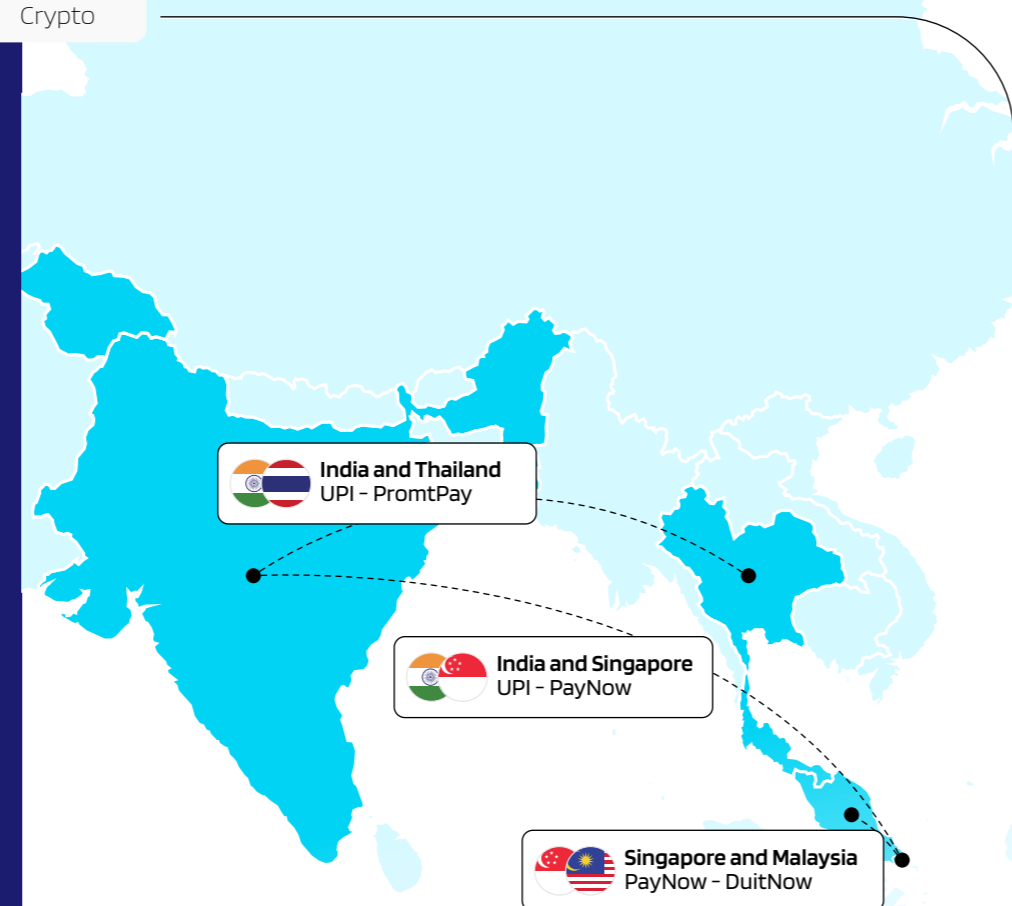 Crypto
India and Thailand
UPI - PromtPay
India and Singapore
UPI - PayNow
Singapore and Malaysia
PayNow - DuitNow